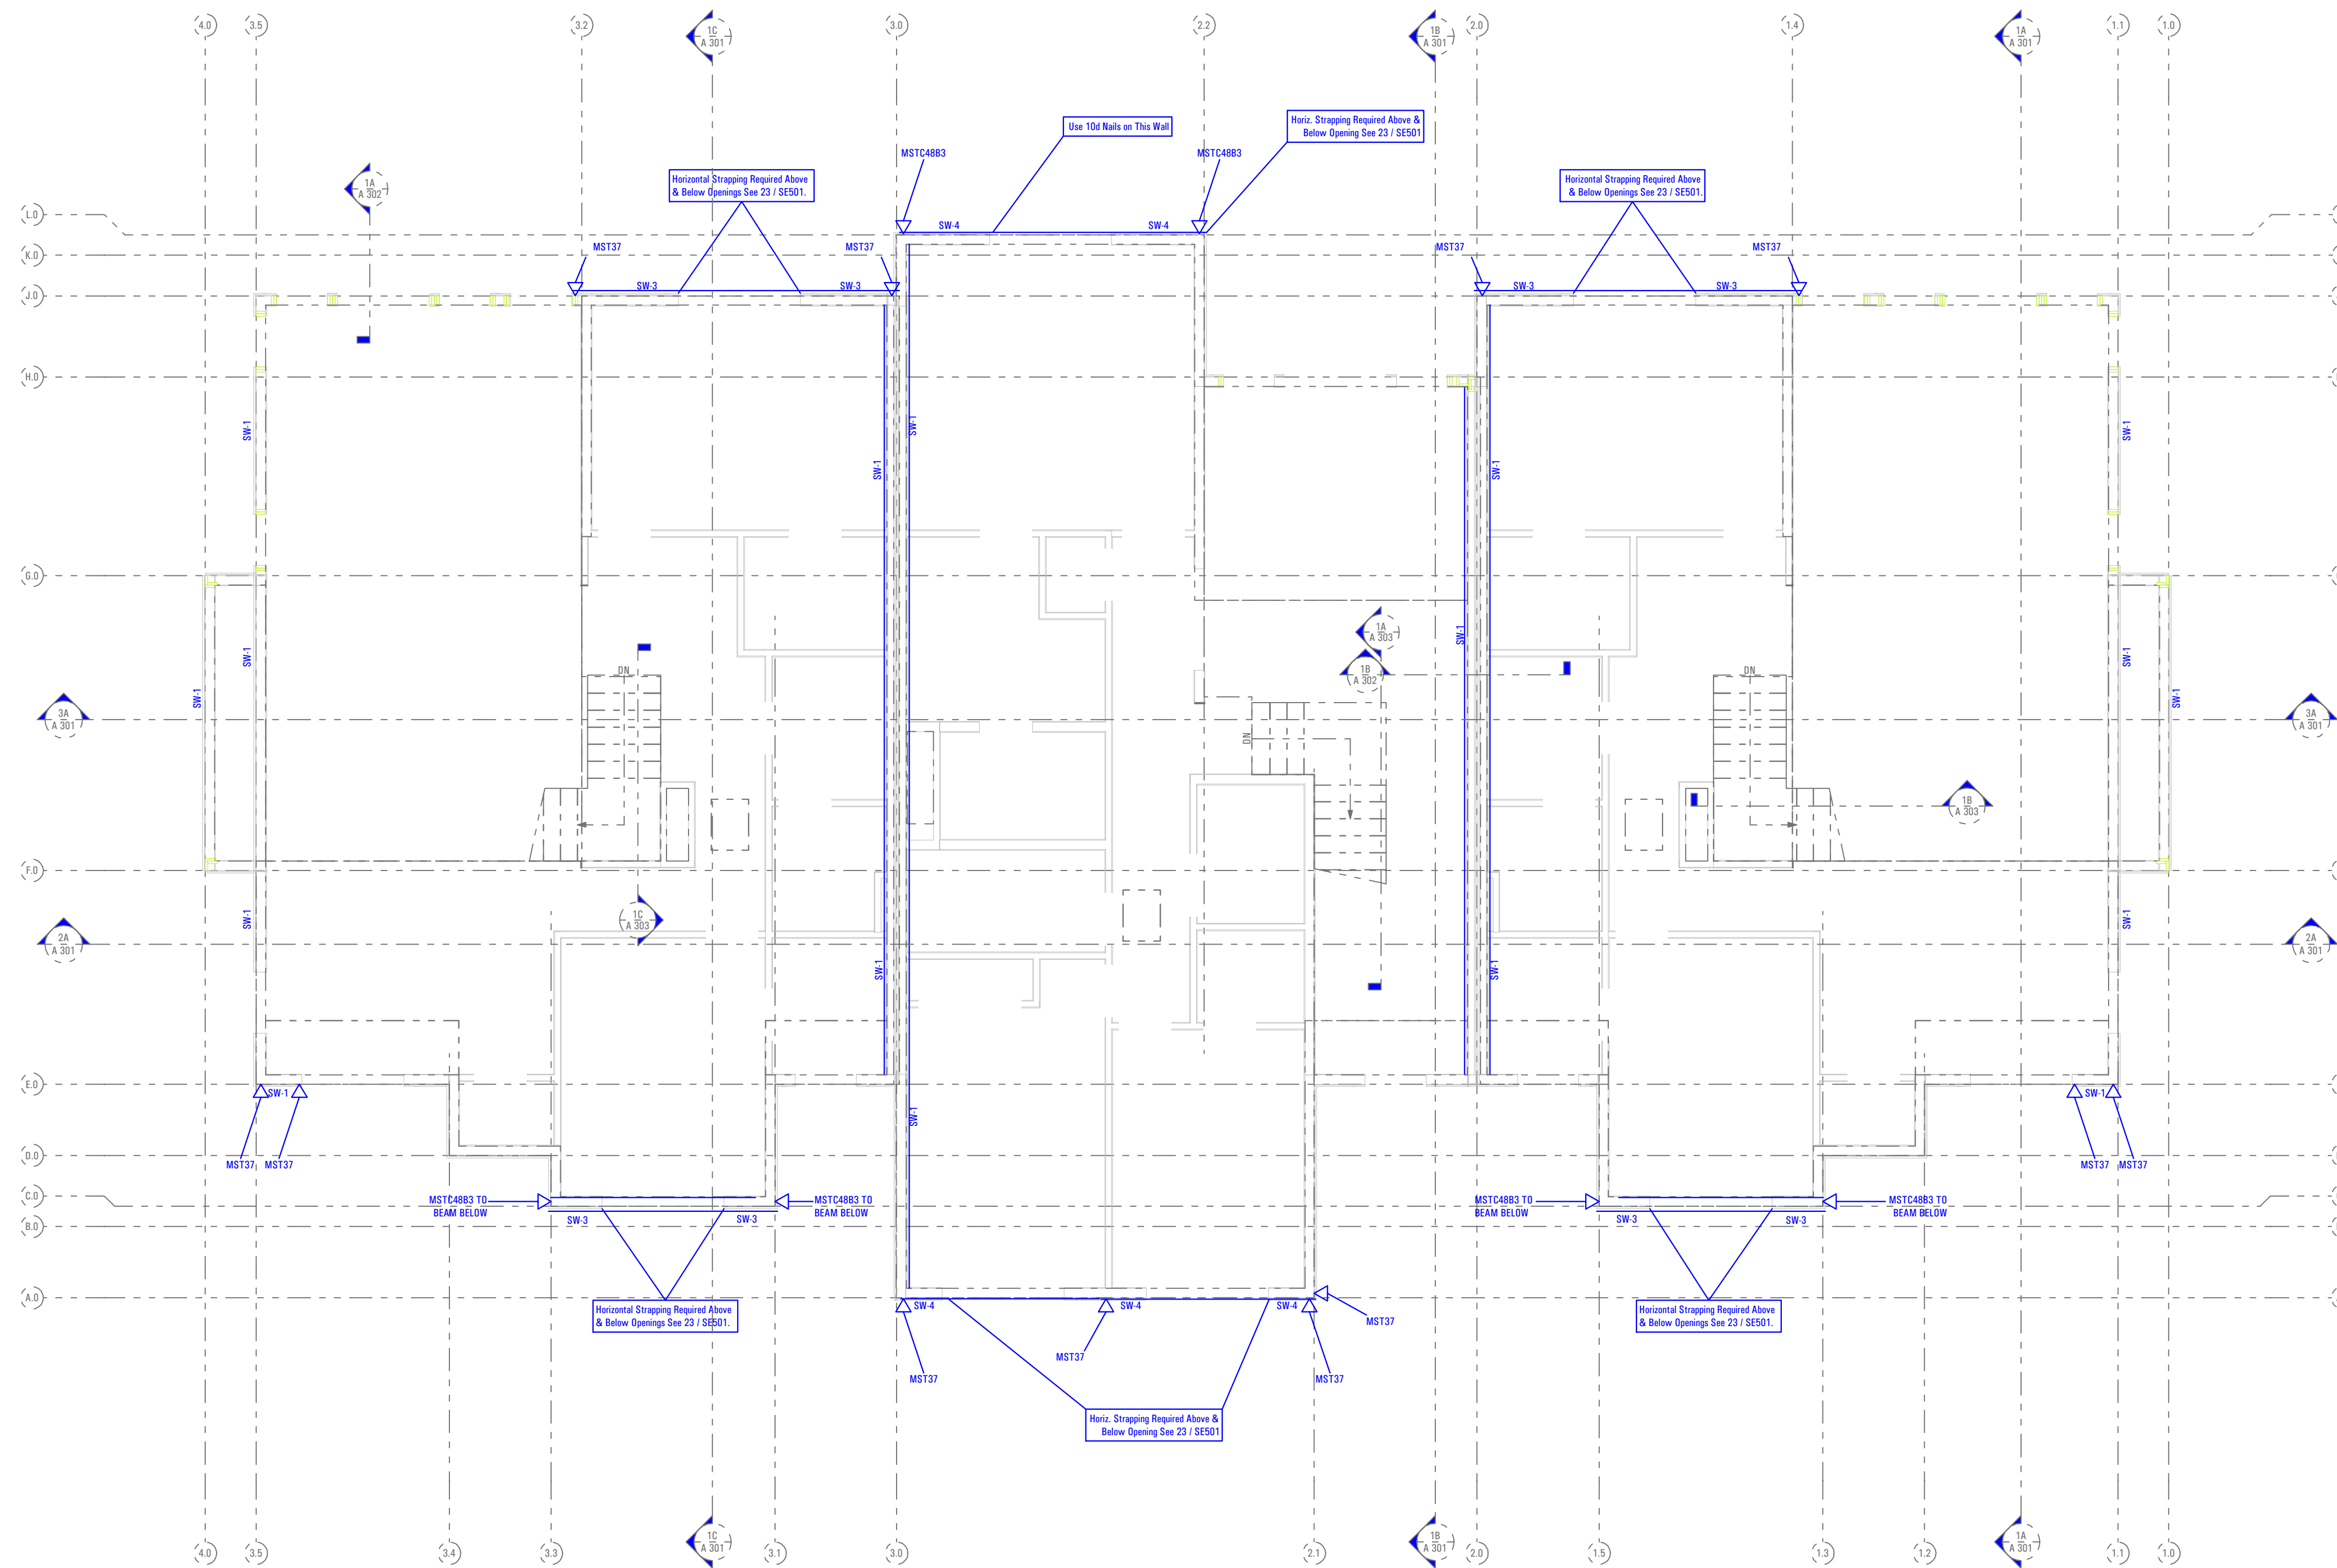 4.0
3.5
3.2
1C
A 301
3.0
2.2
1B
A 301
2.0
1.4
1A
A 301
1.1
1.0
Use 10d Nails on This Wall
Horiz. Strapping Required Above &
Below Opening See 23 / SE501
MSTC48B3
MSTC48B3
Horizontal Strapping Required Above
& Below Openings See 23 / SE501.
Horizontal Strapping Required Above
& Below Openings See 23 / SE501.
1A
A 302
L.0
SW-4
SW-4
MST37
MST37
MST37
MST37
K.0
SW-3
SW-3
SW-3
SW-3
J.0
H.0
SW-1
SW-1
SW-1
SW-1
SW-1
G.0
1A
A 303
SW-1
SW-1
SW-1
DN
1B
A 302
DN
SW-1
SW-1
3A
A 301
3A
A 301
DN
1B
A 303
F.0
1C
A 303
SW-1
SW-1
2A
A 301
2A
A 301
SW-1
SW-1
E.0
SW-1
SW-1
SW-1
D.0
MST37
MST37
MST37
MST37
C.0
MSTC48B3 TO
BEAM BELOW
MSTC48B3 TO
BEAM BELOW
MSTC48B3 TO
BEAM BELOW
MSTC48B3 TO
BEAM BELOW
B.0
SW-3
SW-3
SW-3
SW-3
A.0
SW-4
SW-4
SW-4
Horizontal Strapping Required Above
& Below Openings See 23 / SE501.
Horizontal Strapping Required Above
& Below Openings See 23 / SE501.
MST37
MST37
MST37
MST37
Horiz. Strapping Required Above &
Below Opening See 23 / SE501
4.0
3.5
3.4
3.3
1C
A 301
3.1
3.0
2.1
1B
A 301
2.0
1.5
1.3
1.2
1A
A 301
1.1
1.0